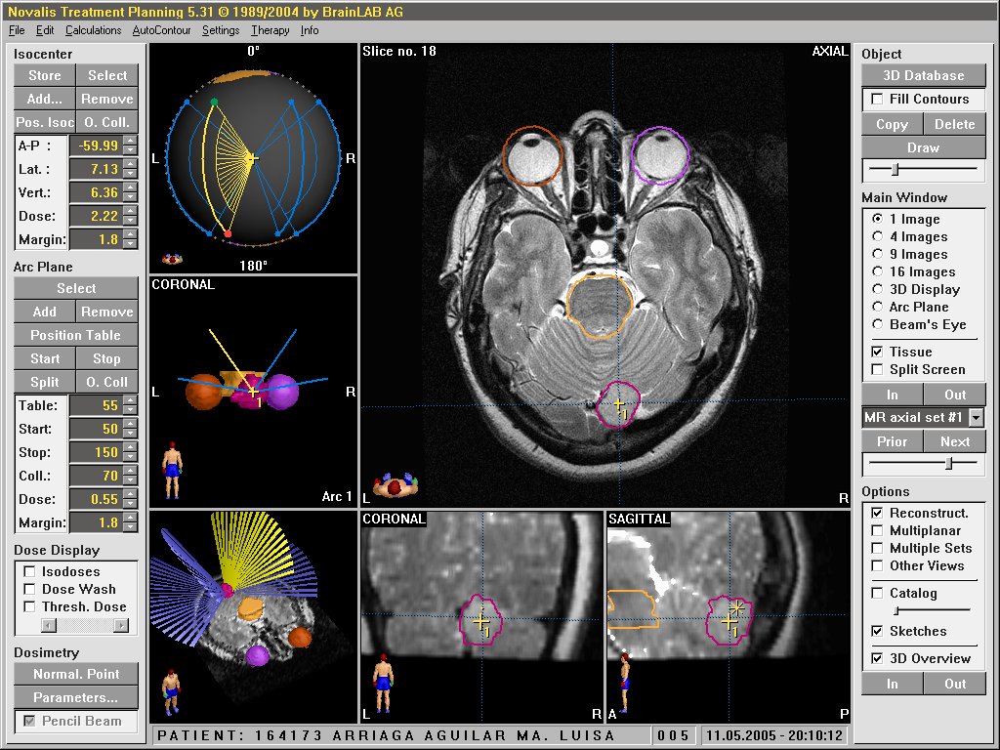 Novalis Treatment Planning 5.31 © 1989/2004 by BrainLAB AG
File Edit Calculations AutoContour Settings Therapy Info
Isocenter
Store Select
Add... Remove
Pos. Isoc O. Coll.
A-P : -59.99
Lat. : 7.13
Vert.: 6.36
Dose: 2.22
Margin: 1.8
Arc Plane
Select
Add Remove
Position Table
Start Stop
Split O. Coll
Table: 55
Start: 50
Stop: 150
Coll.: 70
Dose: 0.55
Margin: 1.8
Dose Display
Isodoses
Dose Wash
Thresh. Dose
Dosimetry
Normal. Point
Parameters...
Pencil Beam
0°
L R
180°
CORONAL
L R
1
Arc 1
Slice no. 18 AXIAL
1
L R
CORONAL
1
L R
SAGITTAL
1
A P
PATIENT: 164173 ARRIAGA AGUILAR MA. LUISA 005 11.05.2005 - 20:10:12
Object
3D Database
Fill Contours
Copy Delete
Draw
Main Window
1 Image
4 Images
9 Images
16 Images
3D Display
Arc Plane
Beam's Eye
Tissue
Split Screen
In Out
MR axial set #1
Prior Next
Options
Reconstruct.
Multiplanar
Multiple Sets
Other Views
Catalog
Sketches
3D Overview
In Out